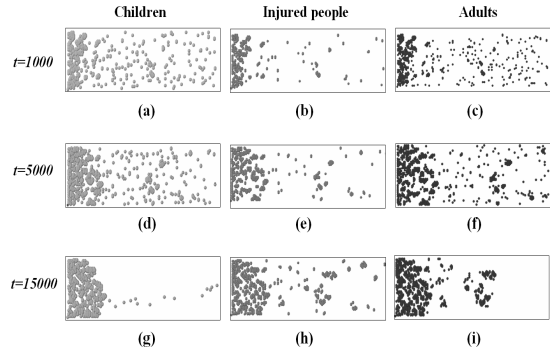 Children Injured people Adults
t=1000
(a) (b) (c)
t=5000
(d) (e) (f)
t=15000
(g) (h) (i)